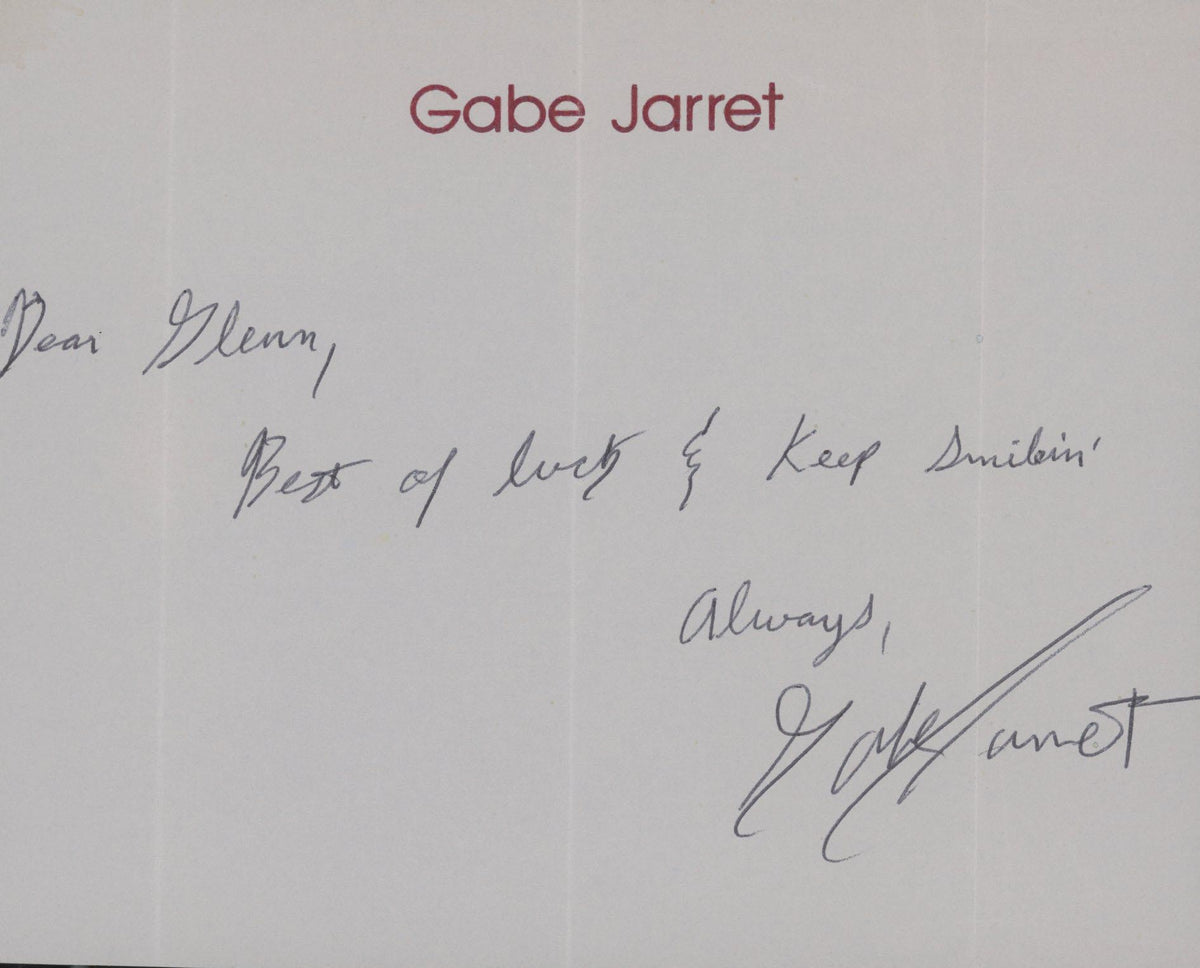 Gabe Jarret
Dear Glenn,
Best of luck & Keep Smilin'
Always,
Gabe Jarret